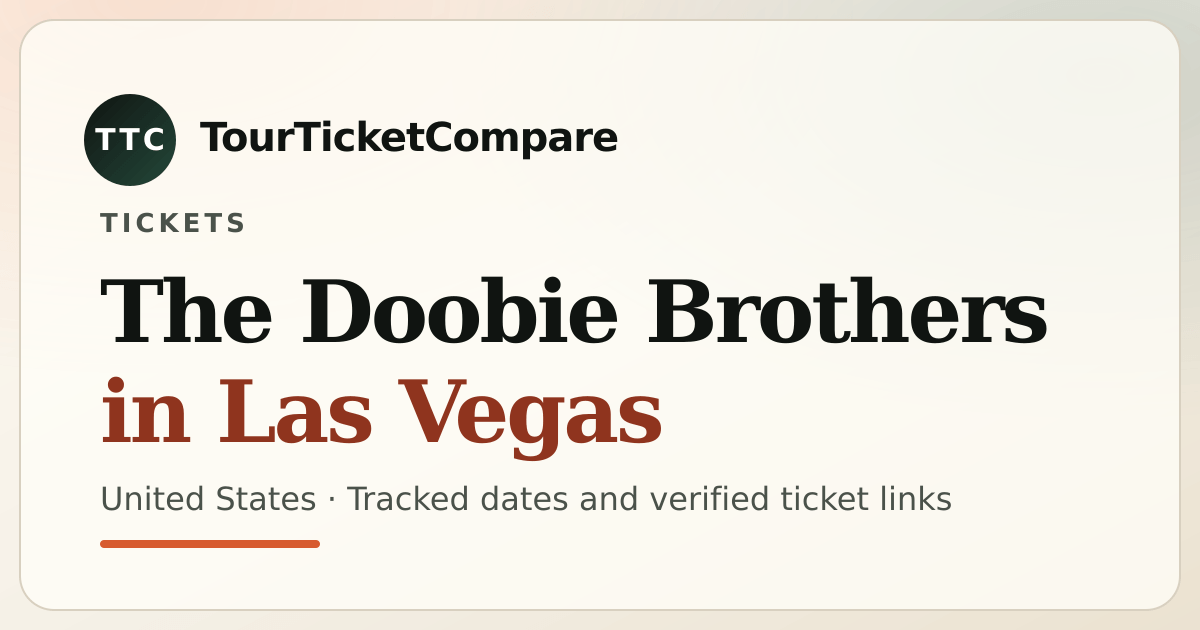 TTC TourTicketCompare
TICKETS
The Doobie Brothers
in Las Vegas
United States · Tracked dates and verified ticket links